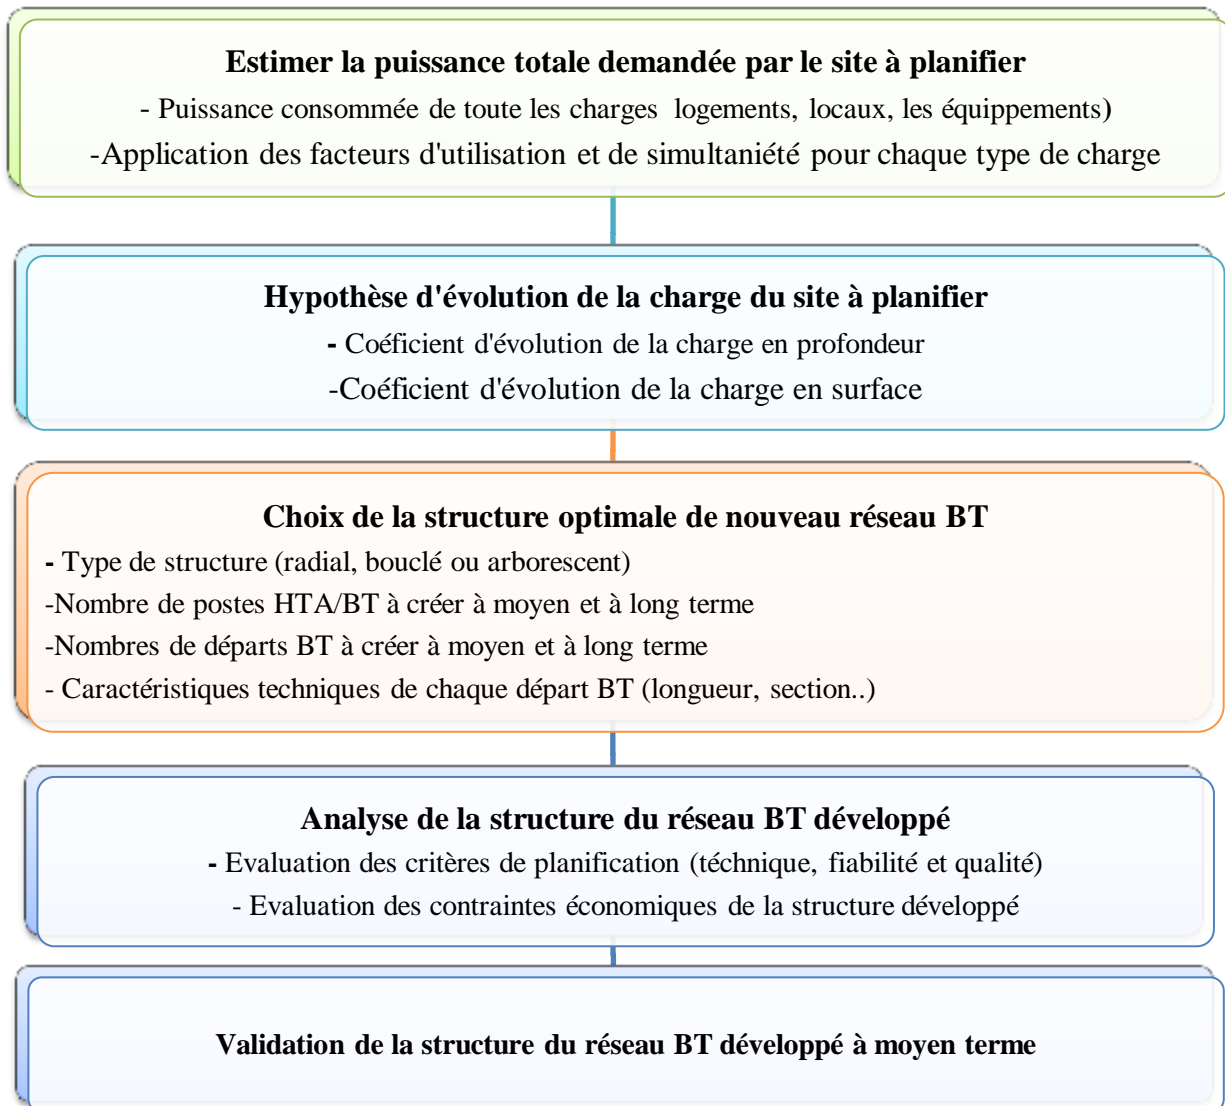 Estimer la puissance totale demandée par le site à planifier
- Puissance consommée de toute les charges logements, locaux, les équippements)
-Application des facteurs d'utilisation et de simultaniété pour chaque type de charge
Hypothèse d'évolution de la charge du site à planifier
- Coéficient d'évolution de la charge en profondeur
-Coéficient d'évolution de la charge en surface
Choix de la structure optimale de nouveau réseau BT
- Type de structure (radial, bouclé ou arborescent)
-Nombre de postes HTA/BT à créer à moyen et à long terme
-Nombres de départs BT à créer à moyen et à long terme
- Caractéristiques techniques de chaque départ BT (longueur, section..)
Analyse de la structure du réseau BT développé
- Evaluation des critères de planification (téchnique, fiabilité et qualité)
- Evaluation des contraintes économiques de la structure développé
Validation de la structure du réseau BT développé à moyen terme